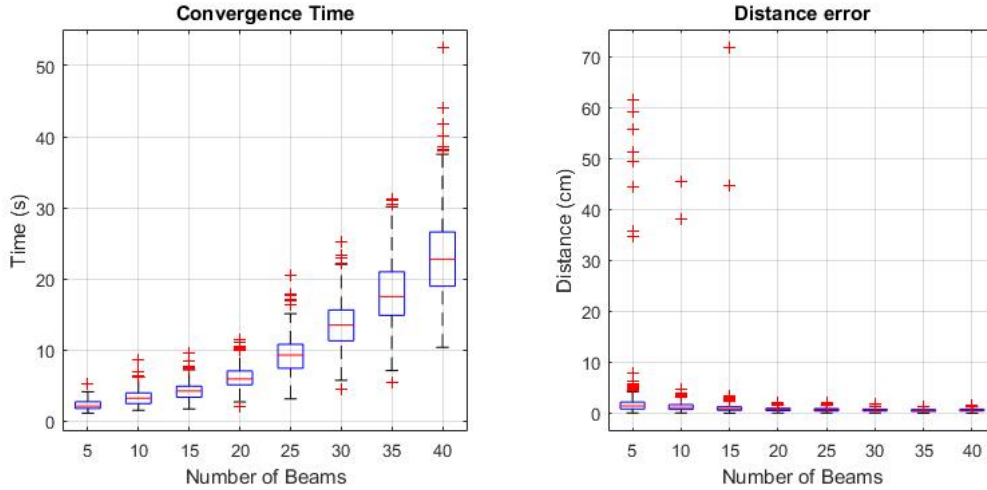 Convergence Time
50
40
30
20
10
0
Time (s)
5 10 15 20 25 30 35 40
Number of Beams
Distance error
70
60
50
40
30
20
10
0
Distance (cm)
5 10 15 20 25 30 35 40
Number of Beams